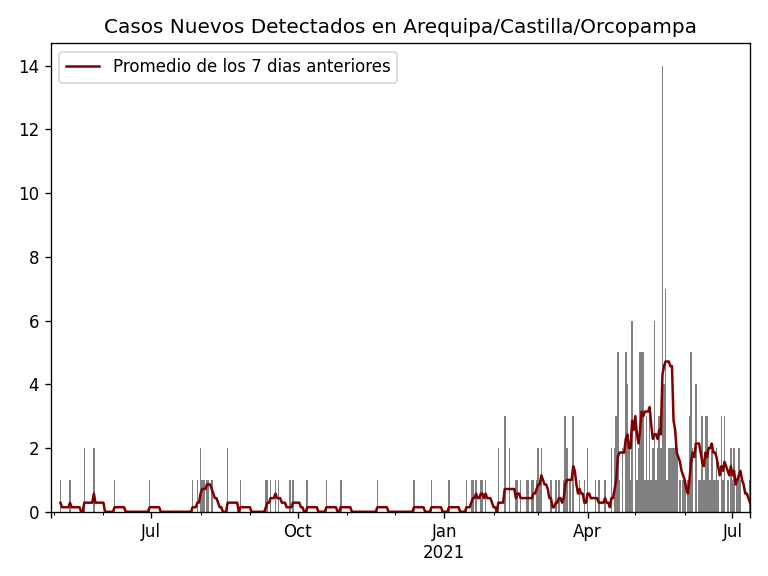 Casos Nuevos Detectados en Arequipa/Castilla/Orcopampa
Promedio de los 7 dias anteriores
14
12
10
8
6
4
2
0
Jul
Oct
Jan
Apr
Jul
2021